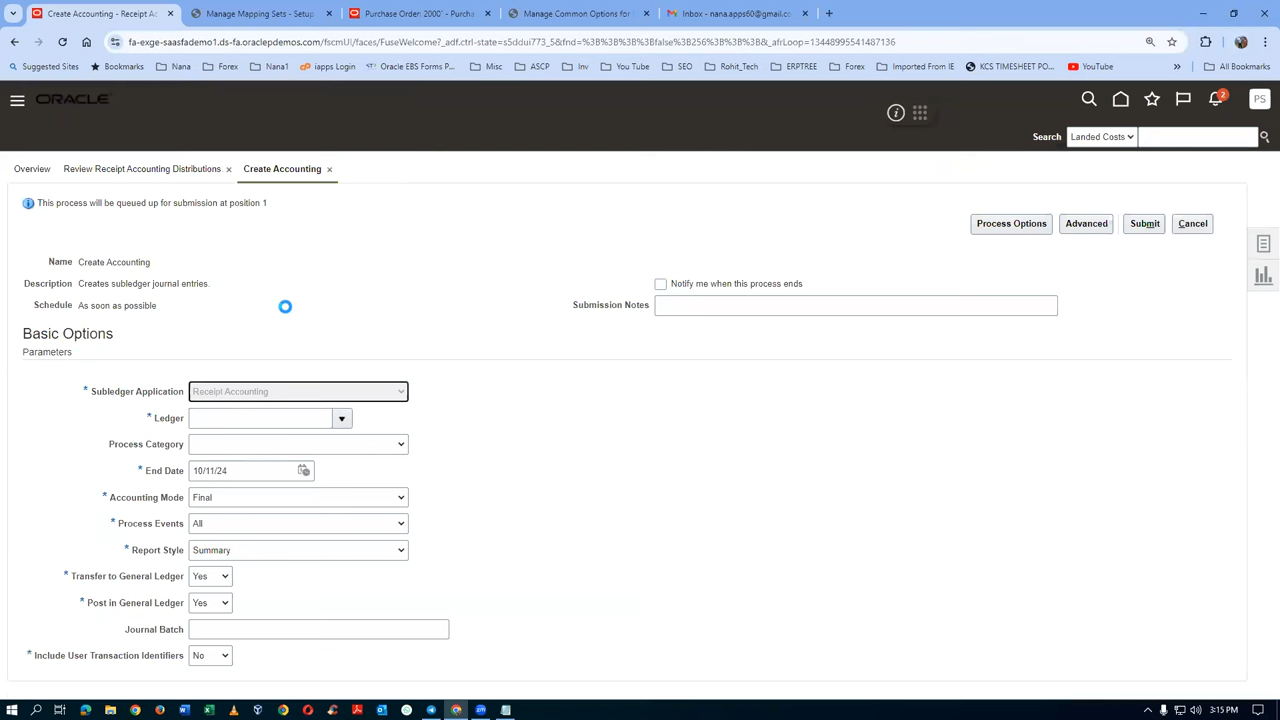 Create Accounting - Receipt Ac
Manage Mapping Sets - Setup
Purchase Order: 2000" - Purcha
Manage Common Options for
Inbox - nana.apps60@gmail.co
fa-exge-saasfademo1.ds-fa.oraclepdemos.com/fscmUI/faces/FuseWelcome?_adf.ctrl-state=s5ddui773_5&fnd=%3B%3B%3B%3Bfalse%3B256%3B%3B%3B&_afrLoop=13448995541487136
Suggested Sites Bookmarks Nana Forex Nana1 iapps Login Oracle EBS Forms P... Misc ASCP Inv You Tube SEO Rohit_Tech ERPTREE Forex Imported From IE KCS TIMESHEET PO... YouTube » All Bookmarks
ORACLE
2
PS
Search Landed Costs
Overview Review Receipt Accounting Distributions × Create Accounting ×
This process will be queued up for submission at position 1
Process Options Advanced Submit Cancel
Name Create Accounting
Description Creates subledger journal entries.
Notify me when this process ends
Schedule As soon as possible
Submission Notes
Basic Options
Parameters
* Subledger Application Receipt Accounting
* Ledger
Process Category
* End Date 10/11/24
* Accounting Mode Final
* Process Events All
* Report Style Summary
* Transfer to General Ledger Yes
* Post in General Ledger Yes
Journal Batch
* Include User Transaction Identifiers No
3:15 PM